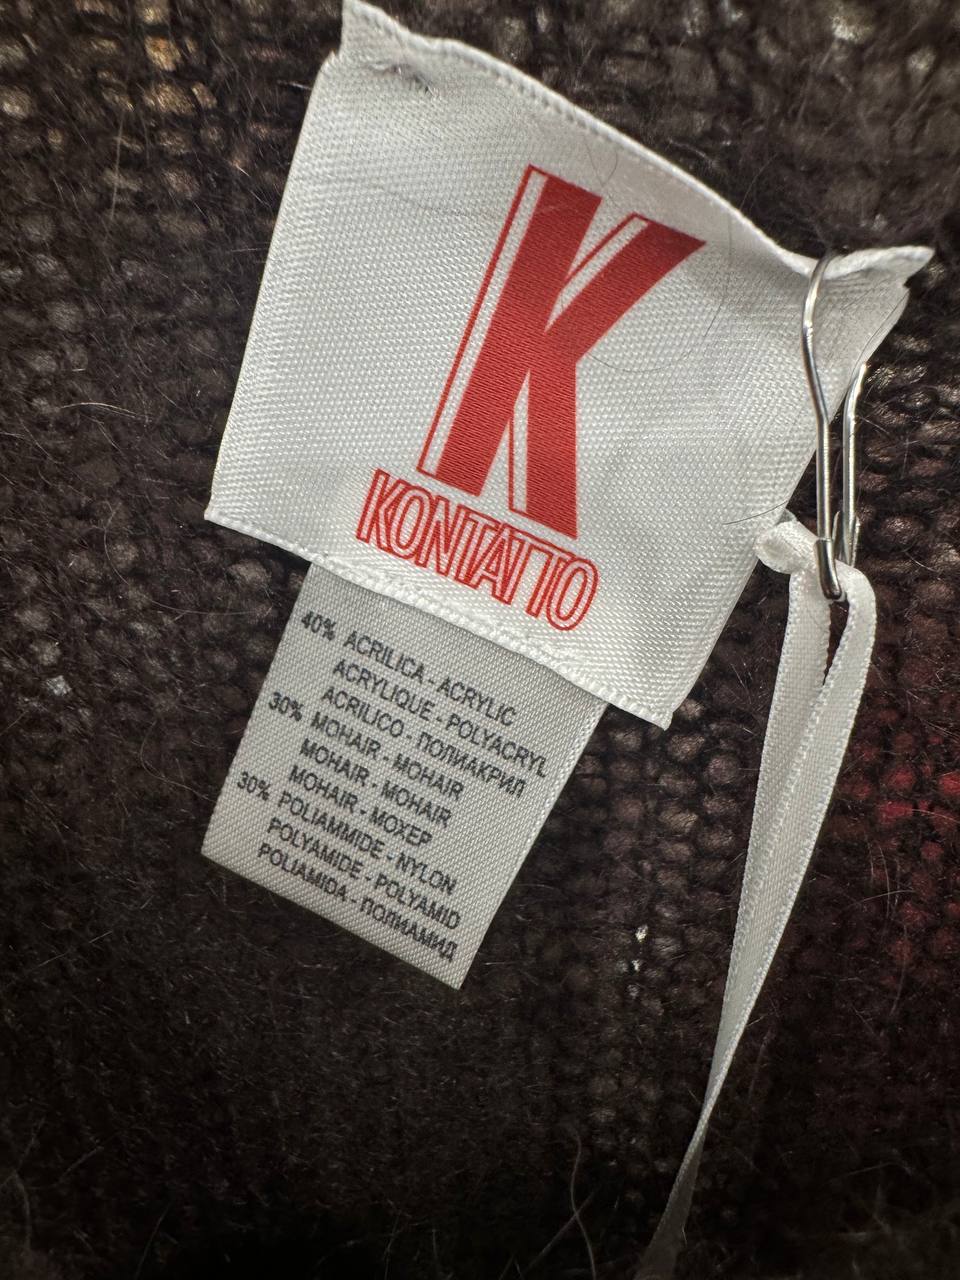 K
KONTATTO
40% ACRILICA - ACRYLIC
ACRYLIQUE - POLYACRYL
ACRILICO - ПОЛИАКРИЛ
30% MOHAIR - MOHAIR
MOHAIR - MOHAIR
MOHAIR - МОХЕР
30% POLIAMMIDE - NYLON
POLYAMIDE - POLYAMID
POLIAMIDA - ПОЛИАМИД